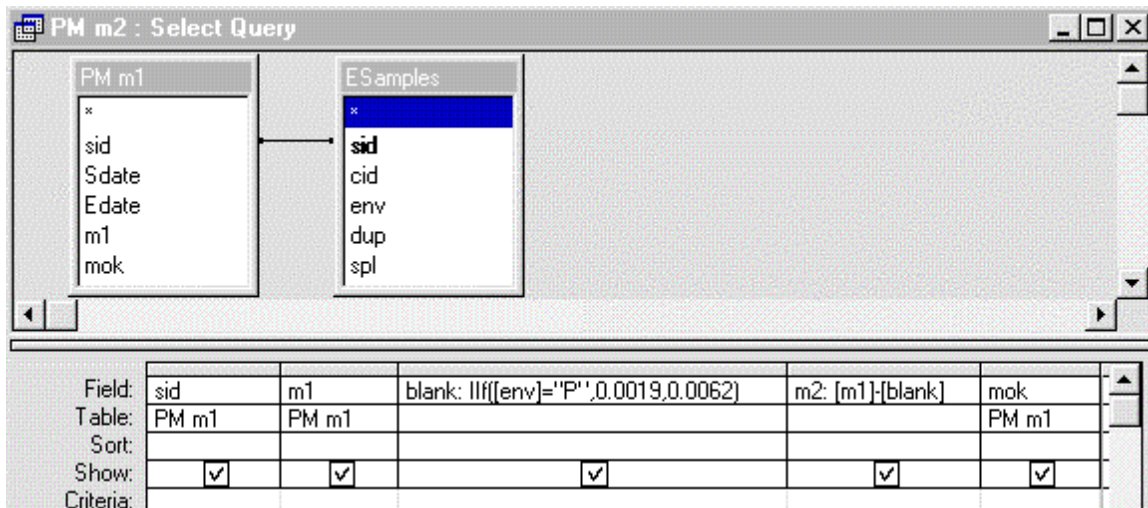 PM m2 : Select Query
PM m1
*
sid
Sdate
Edate
m1
mok
ESamples
*
sid
cid
env
dup
spl
Field: sid m1 blank: IIf([env]="P",0.0019,0.0062) m2: [m1]-[blank] mok
Table: PM m1 PM m1 PM m1
Sort:
Show:
Criteria: